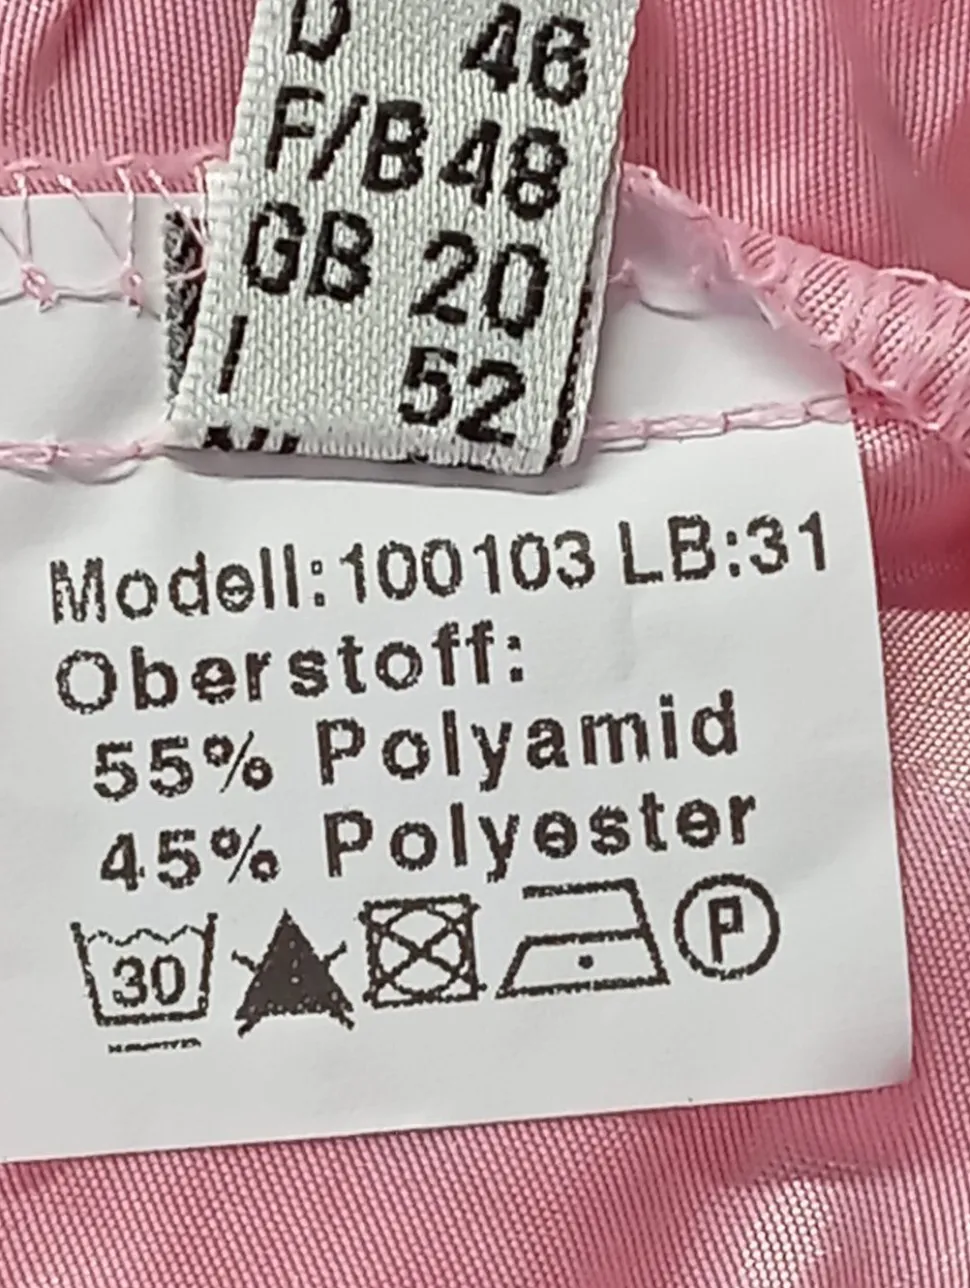 D 46
F/B 48
GB 20
I 52
Modell:100103 LB:31
Oberstoff:
55% Polyamid
45% Polyester
30
P